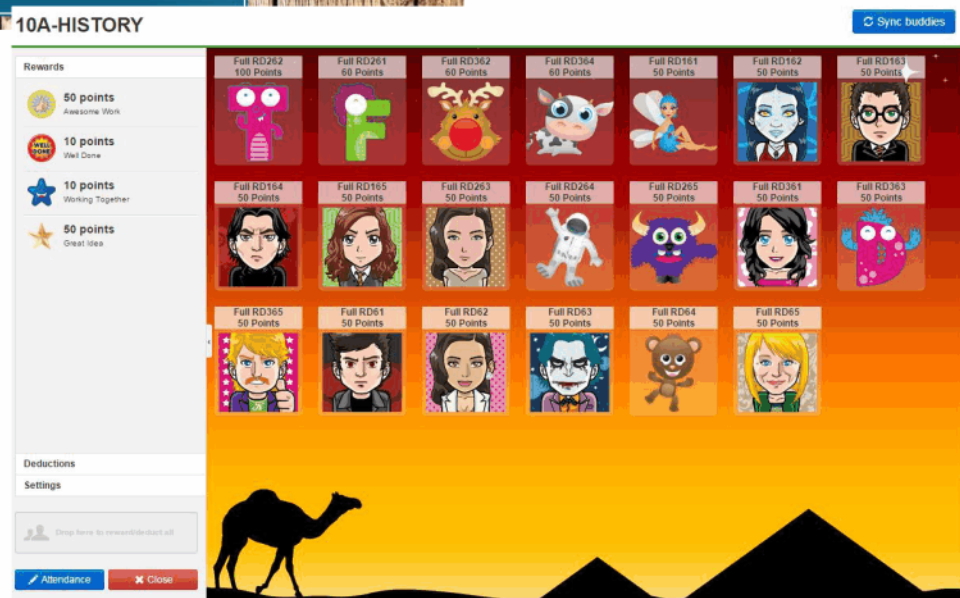 10A-HISTORY
Sync buddies
Rewards
50 points
Awesome Work
10 points
Well Done
10 points
Working Together
50 points
Great Idea
Deductions
Settings
Drop here to reward/deduct all
Attendance
Close
Full RD262
100 Points
Full RD261
60 Points
Full RD362
60 Points
Full RD364
60 Points
Full RD161
50 Points
Full RD162
50 Points
Full RD163
50 Points
Full RD164
50 Points
Full RD165
50 Points
Full RD263
50 Points
Full RD264
50 Points
Full RD265
50 Points
Full RD361
50 Points
Full RD363
50 Points
Full RD365
50 Points
Full RD61
50 Points
Full RD62
50 Points
Full RD63
50 Points
Full RD64
50 Points
Full RD65
50 Points
WELL
DONE